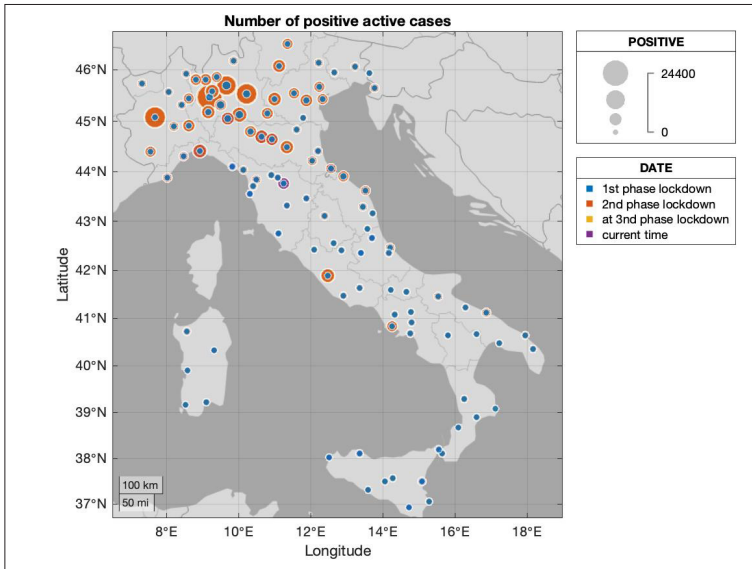 Number of positive active cases
46°N
45°N
44°N
43°N
42°N
41°N
40°N
39°N
38°N
37°N
Latitude
100 km
50 mi
8°E
10°E
12°E
14°E
16°E
18°E
Longitude
POSITIVE
24400
0
DATE
1st phase lockdown
2nd phase lockdown
at 3nd phase lockdown
current time